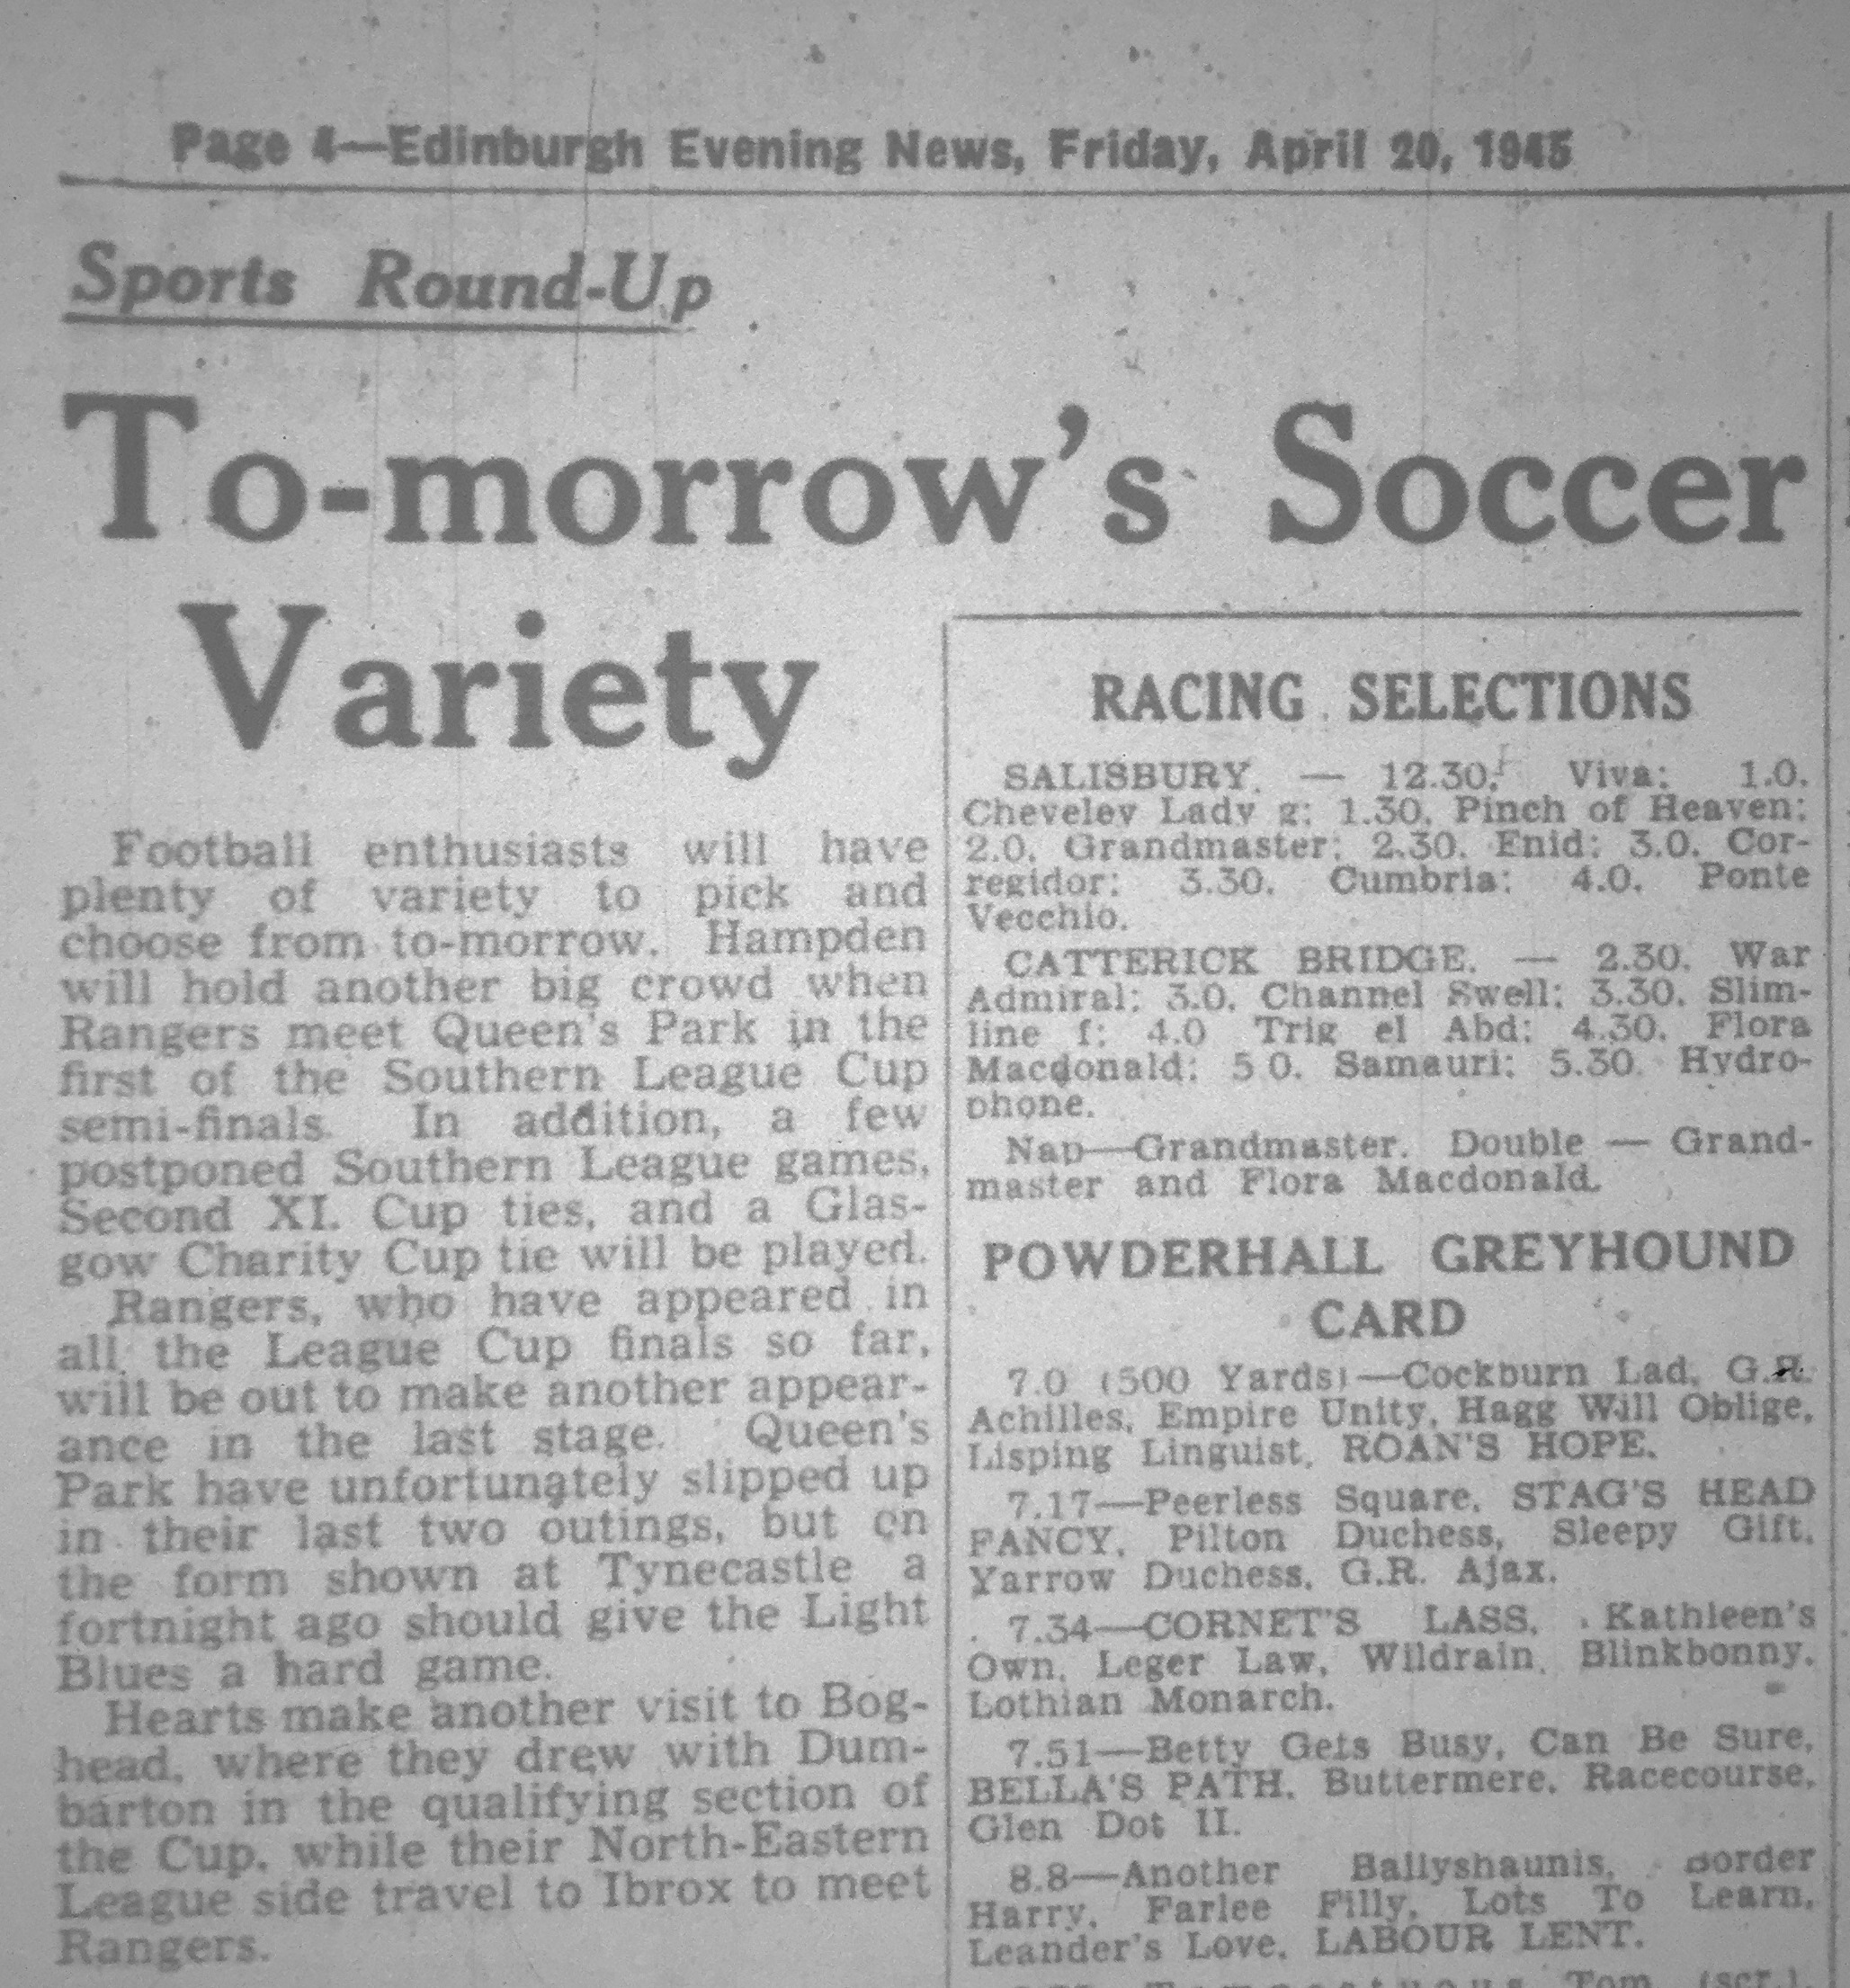 Page 4—Edinburgh Evening News, Friday, April 20, 1945
Sports Round-Up
To-morrow's Soccer
Variety
Football enthusiasts will have
plenty of variety to pick and
choose from to-morrow. Hampden
will hold another big crowd when
Rangers meet Queen's Park in the
first of the Southern League Cup
semi-finals. In addition, a few
postponed Southern League games,
Second XI. Cup ties, and a Glas-
gow Charity Cup tie will be played.
Rangers, who have appeared in
all the League Cup finals so far,
will be out to make another appear-
ance in the last stage. Queen's
Park have unfortunately slipped up
in their last two outings, but on
the form shown at Tynecastle a
fortnight ago should give the Light
Blues a hard game.
Hearts make another visit to Bog-
head, where they drew with Dum-
barton in the qualifying section of
the Cup, while their North-Eastern
League side travel to Ibrox to meet
Rangers.
RACING SELECTIONS
SALISBURY. — 12.30, Viva; 1.0,
Cheveley Lady g; 1.30, Pinch of Heaven;
2.0, Grandmaster; 2.30, Enid; 3.0, Cor-
regidor; 3.30, Cumbria; 4.0, Ponte
Vecchio.
CATTERICK BRIDGE. — 2.30, War
Admiral; 3.0, Channel Swell; 3.30, Slim-
line f; 4.0 Trig el Abd; 4.30, Flora
Macdonald; 5 0, Samauri; 5.30, Hydro-
phone.
Nap—Grandmaster. Double — Grand-
master and Flora Macdonald.
POWDERHALL GREYHOUND
CARD
7.0 (500 Yards)—Cockburn Lad, G.R.
Achilles, Empire Unity, Hagg Will Oblige,
Lisping Linguist, ROAN'S HOPE.
7.17—Peerless Square, STAG'S HEAD
FANCY, Pilton Duchess, Sleepy Gift,
Yarrow Duchess, G.R. Ajax.
7.34—CORNET'S LASS, Kathleen's
Own, Leger Law, Wildrain, Blinkbonny,
Lothian Monarch.
7.51—Betty Gets Busy, Can Be Sure,
BELLA'S PATH, Buttermere, Racecourse,
Glen Dot II.
8.8—Another Ballyshaunis, Border
Harry, Farlee Filly, Lots To Learn,
Leander's Love, LABOUR LENT.
Tom (scr.)